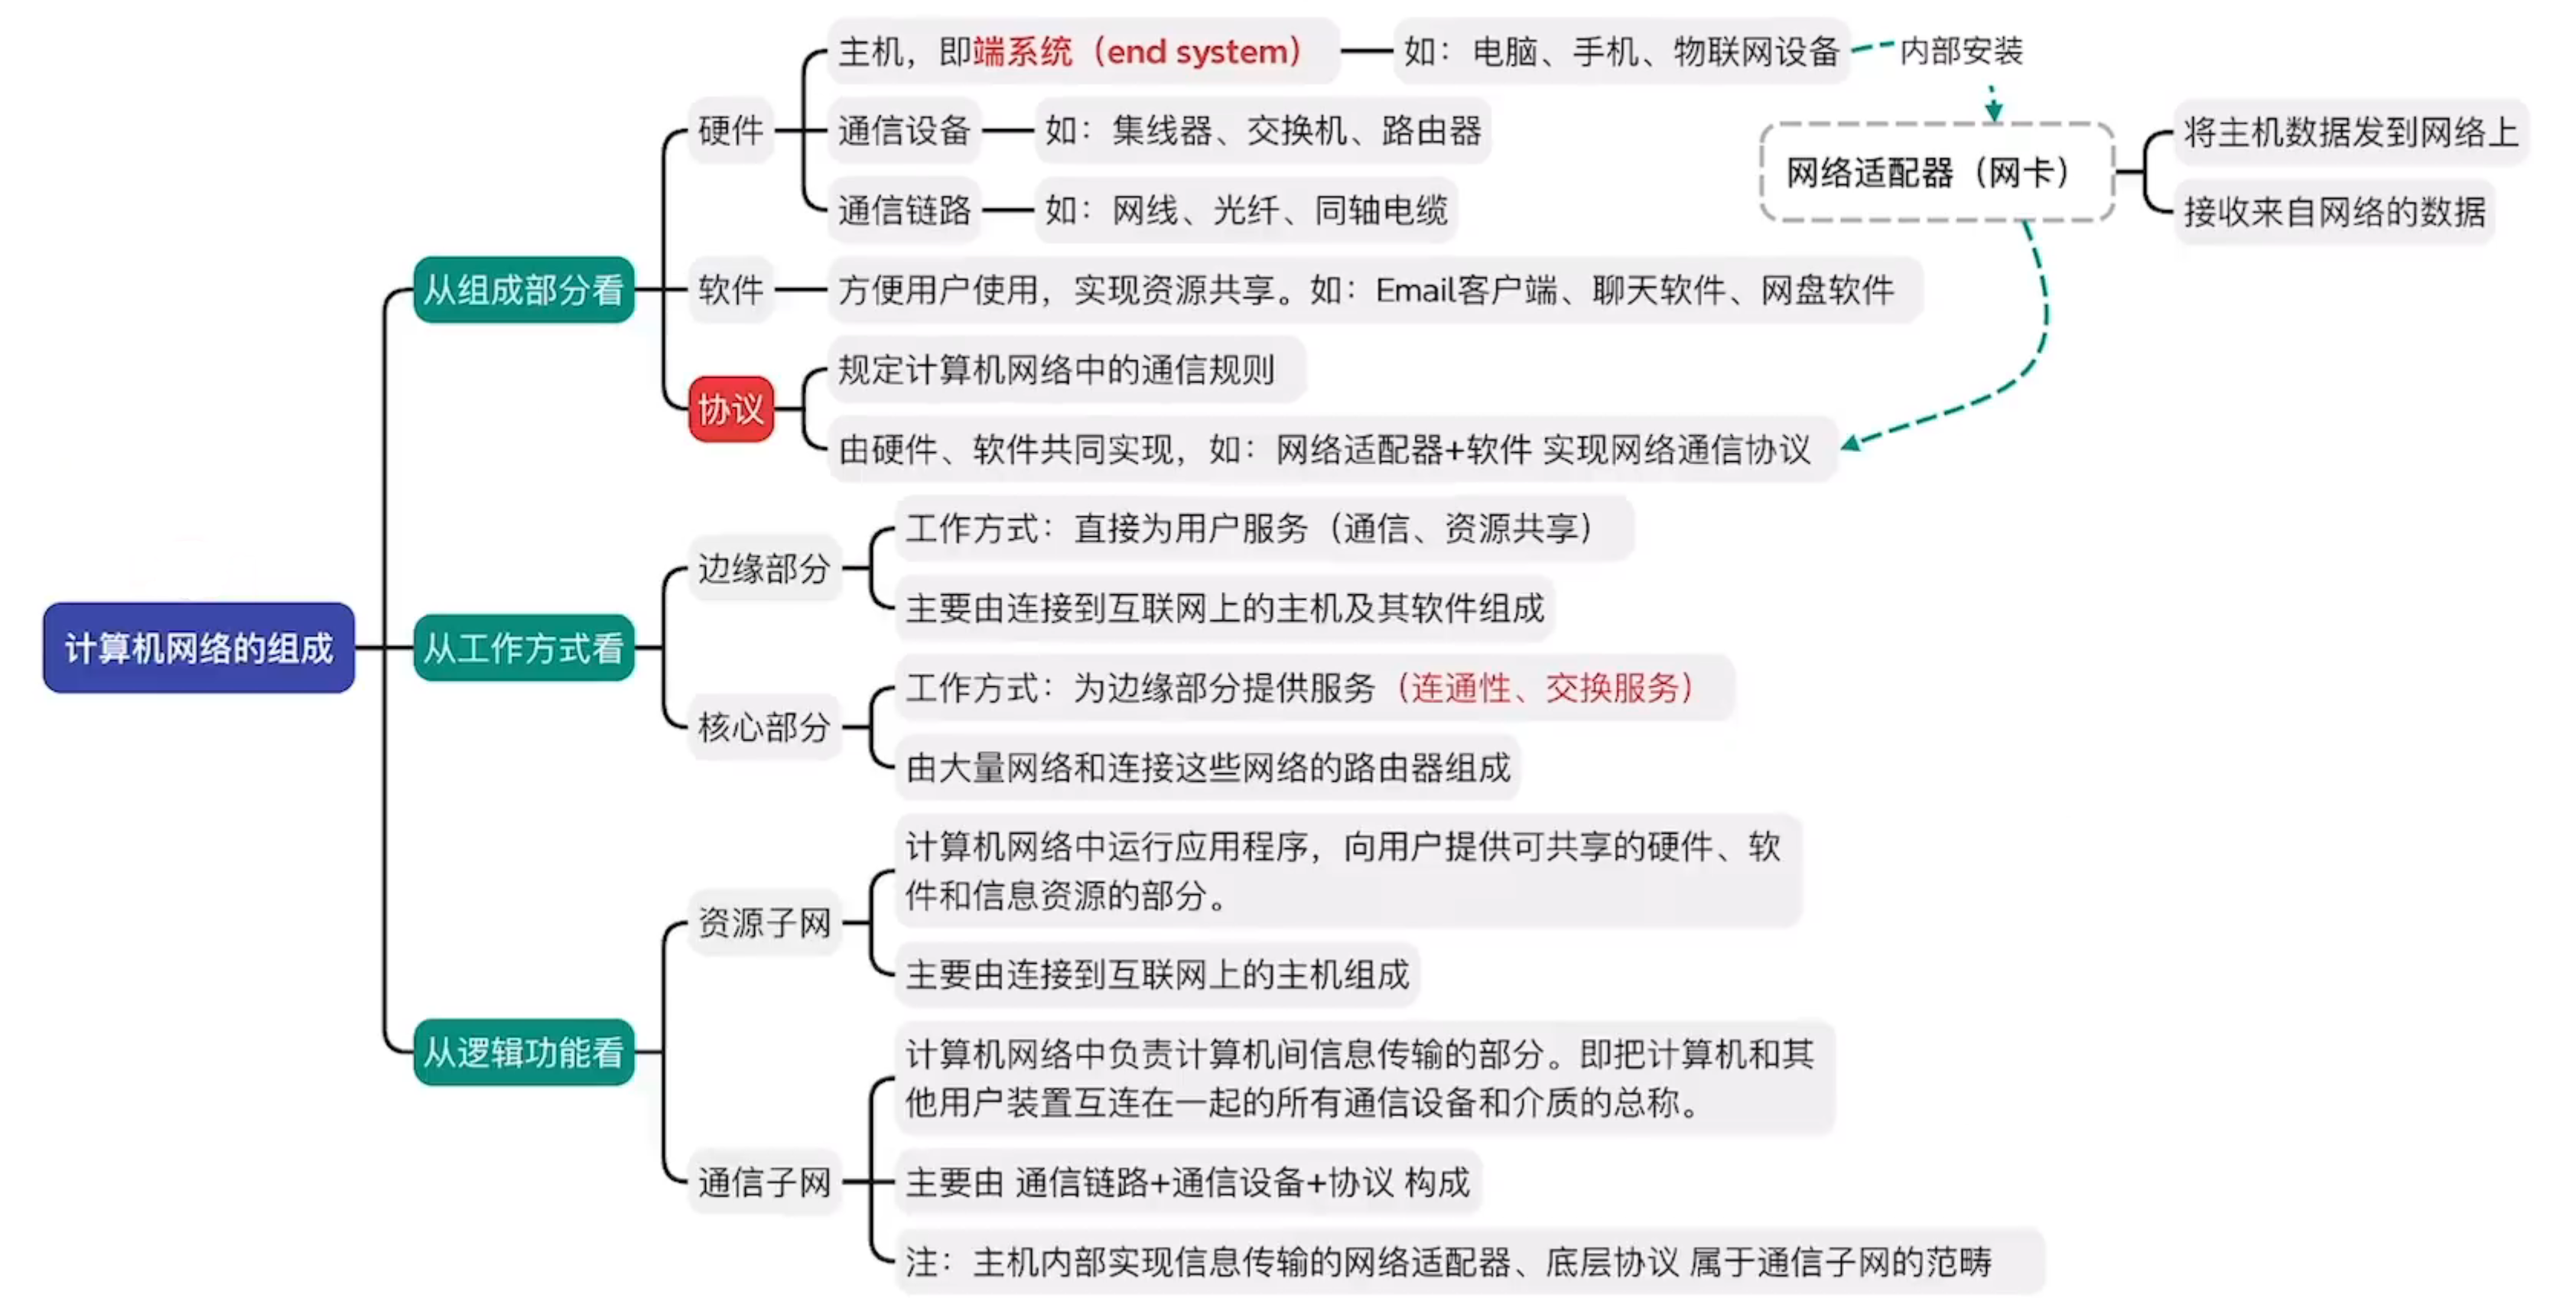 计算机网络的组成
从组成部分看
硬件
主机，即端系统（end system）
如：电脑、手机、物联网设备
内部安装
网络适配器（网卡）
将主机数据发到网络上
接收来自网络的数据
通信设备
如：集线器、交换机、路由器
通信链路
如：网线、光纤、同轴电缆
软件
方便用户使用，实现资源共享。如：Email客户端、聊天软件、网盘软件
协议
规定计算机网络中的通信规则
由硬件、软件共同实现，如：网络适配器+软件 实现网络通信协议
从工作方式看
边缘部分
工作方式：直接为用户服务（通信、资源共享）
主要由连接到互联网上的主机及其软件组成
核心部分
工作方式：为边缘部分提供服务（连通性、交换服务）
由大量网络和连接这些网络的路由器组成
从逻辑功能看
资源子网
计算机网络中运行应用程序，向用户提供可共享的硬件、软
件和信息资源的部分。
主要由连接到互联网上的主机组成
通信子网
计算机网络中负责计算机间信息传输的部分。即把计算机和其
他用户装置互连在一起的所有通信设备和介质的总称。
主要由 通信链路+通信设备+协议 构成
注：主机内部实现信息传输的网络适配器、底层协议 属于通信子网的范畴